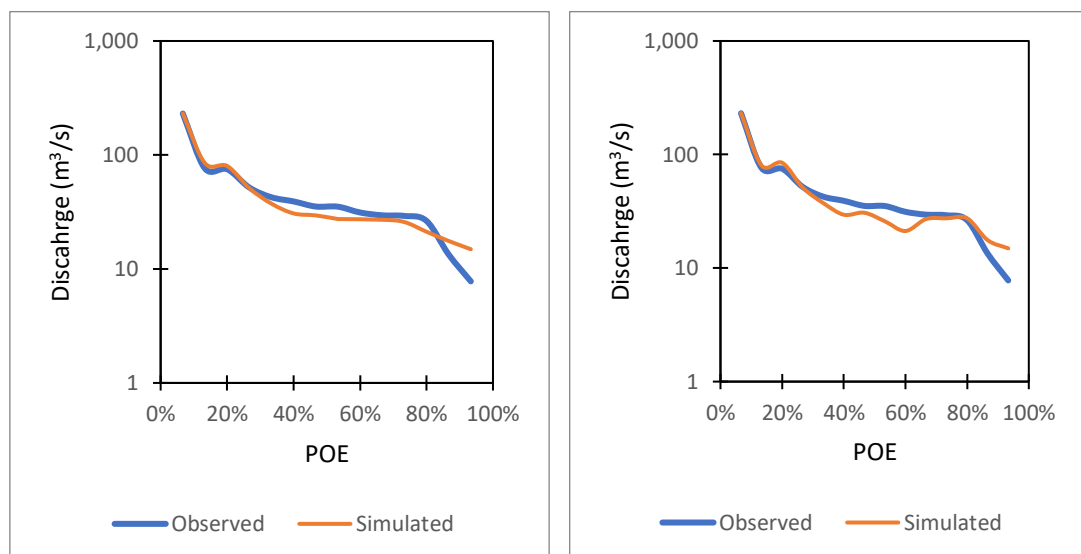 1,000
100
10
1
Discahrge (m³/s)
0% 20% 40% 60% 80% 100%
POE
Observed Simulated
1,000
100
10
1
Discahrge (m³/s)
0% 20% 40% 60% 80% 100%
POE
Observed Simulated